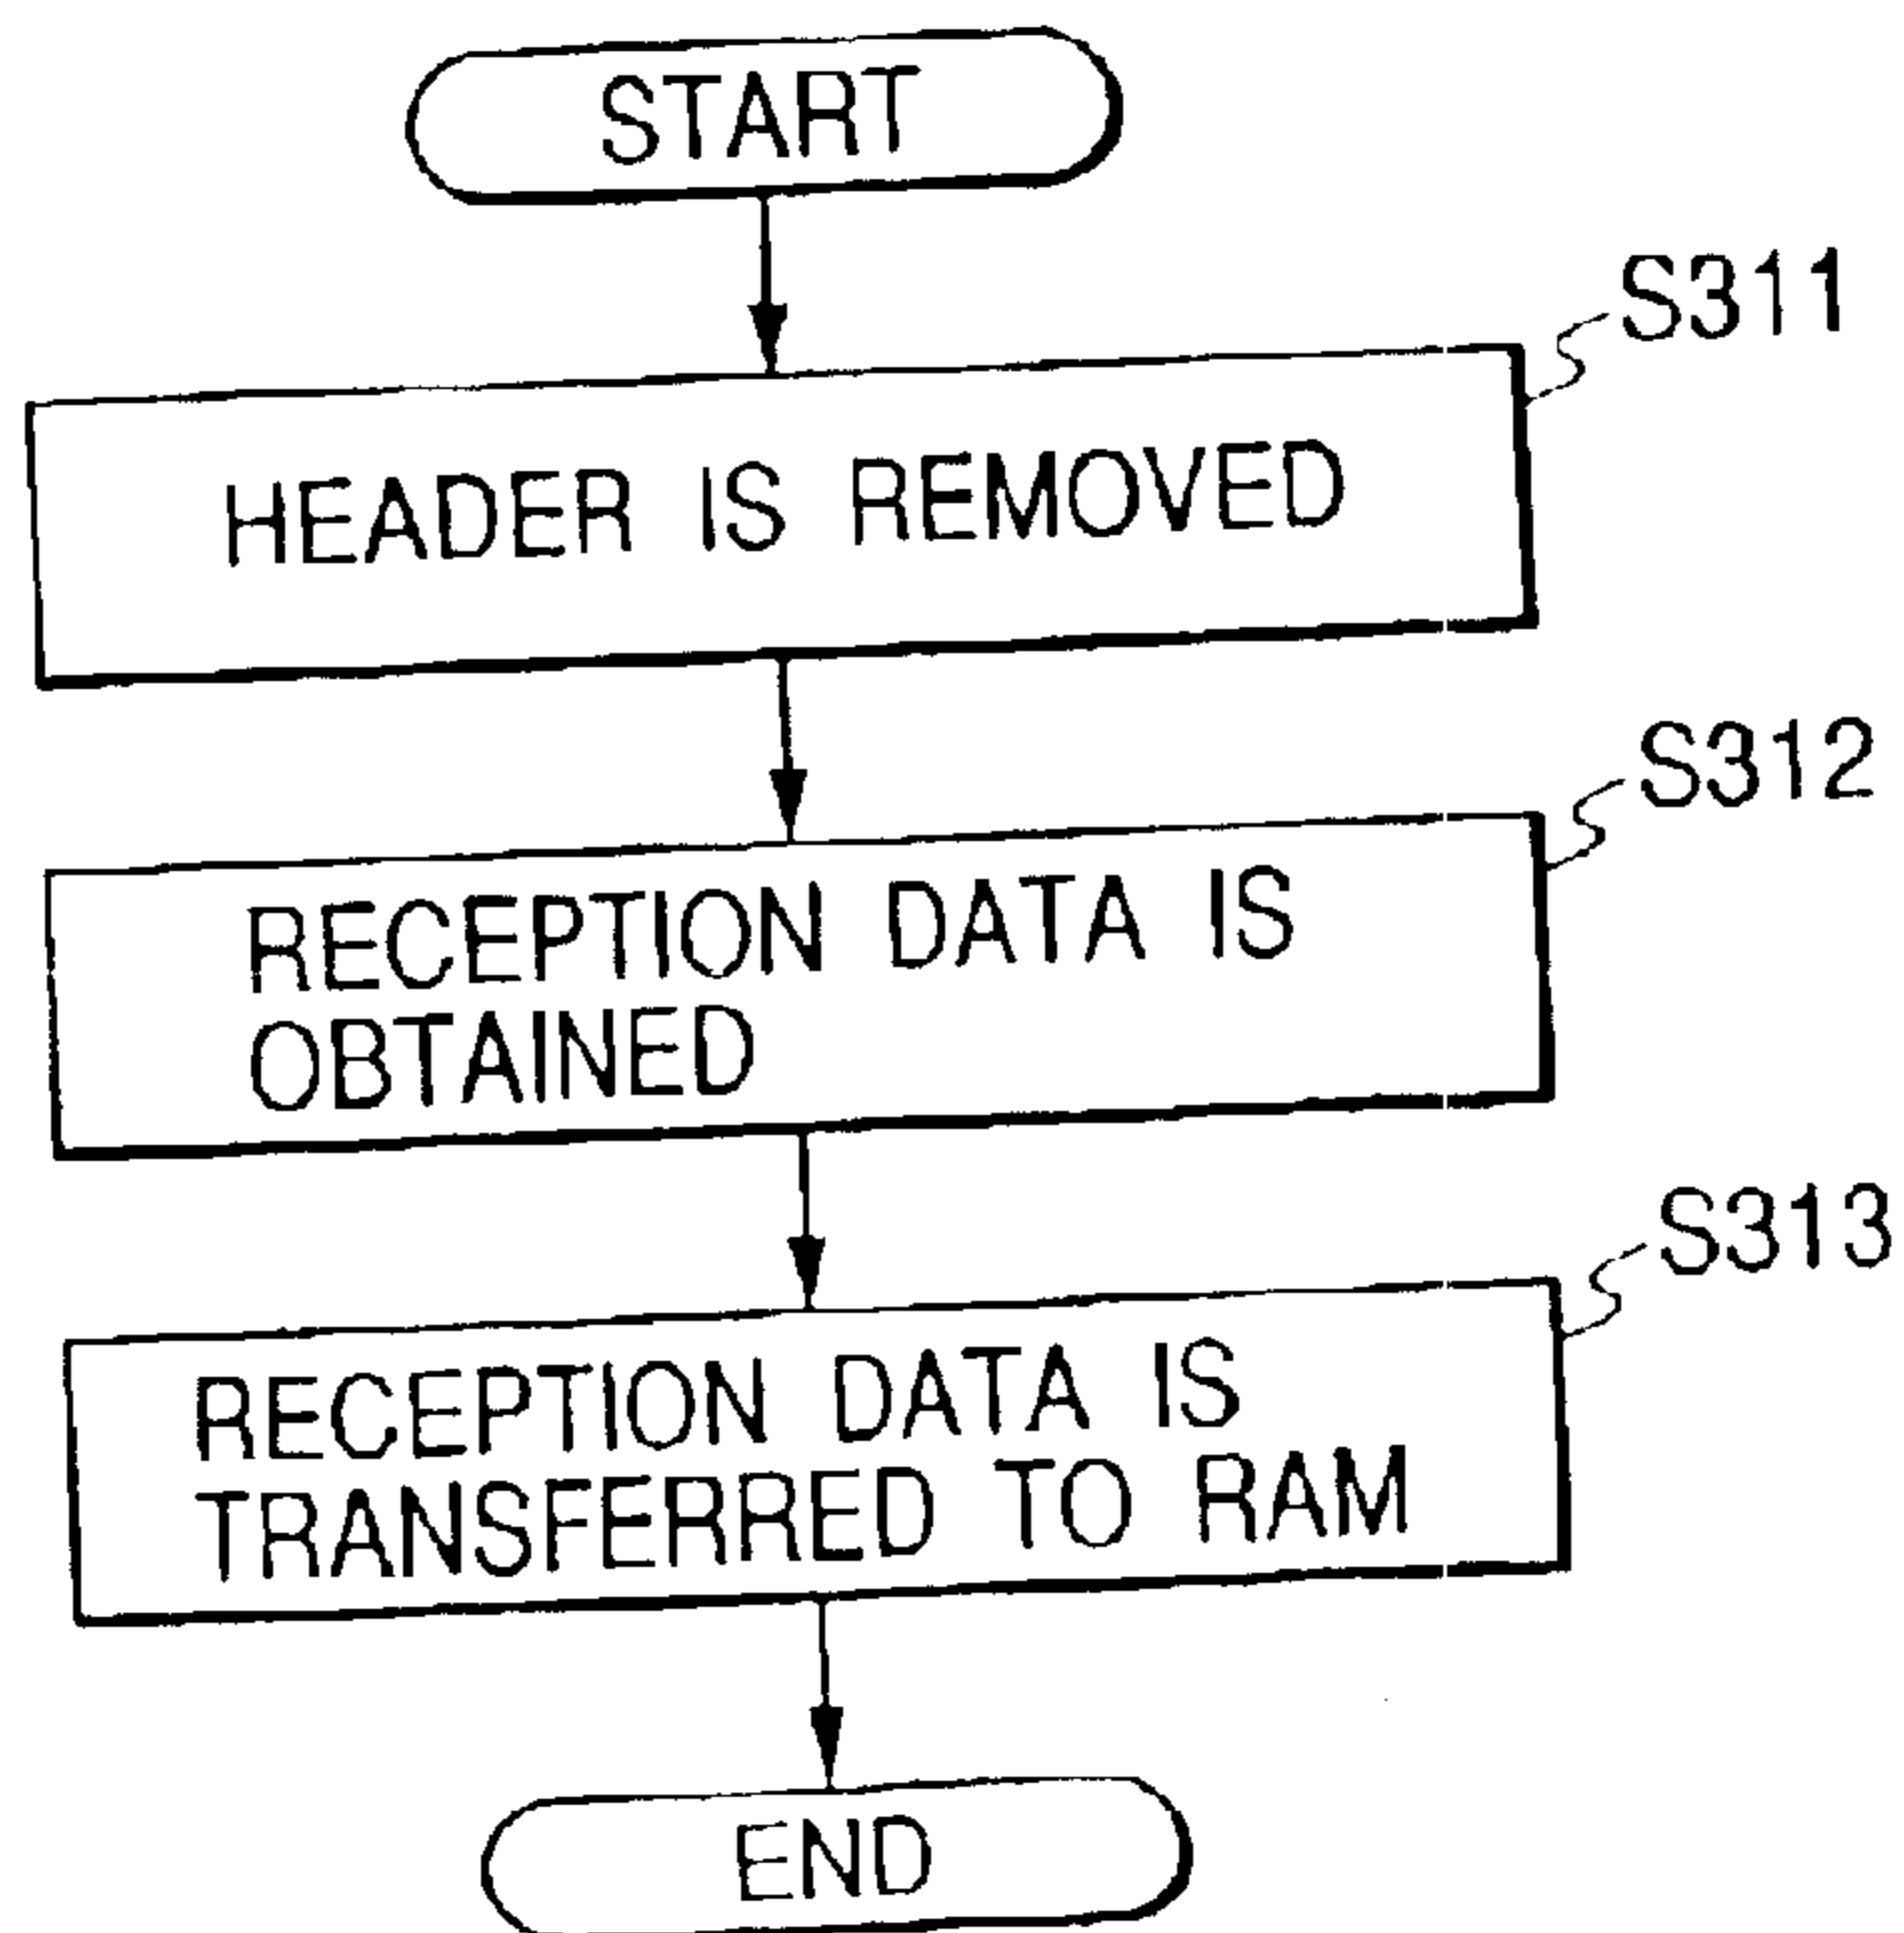 START
S311
HEADER IS REMOVED
S312
RECEPTION DATA IS
OBTAINED
S313
RECEPTION DATA IS
TRANSFERRED TO RAM
END